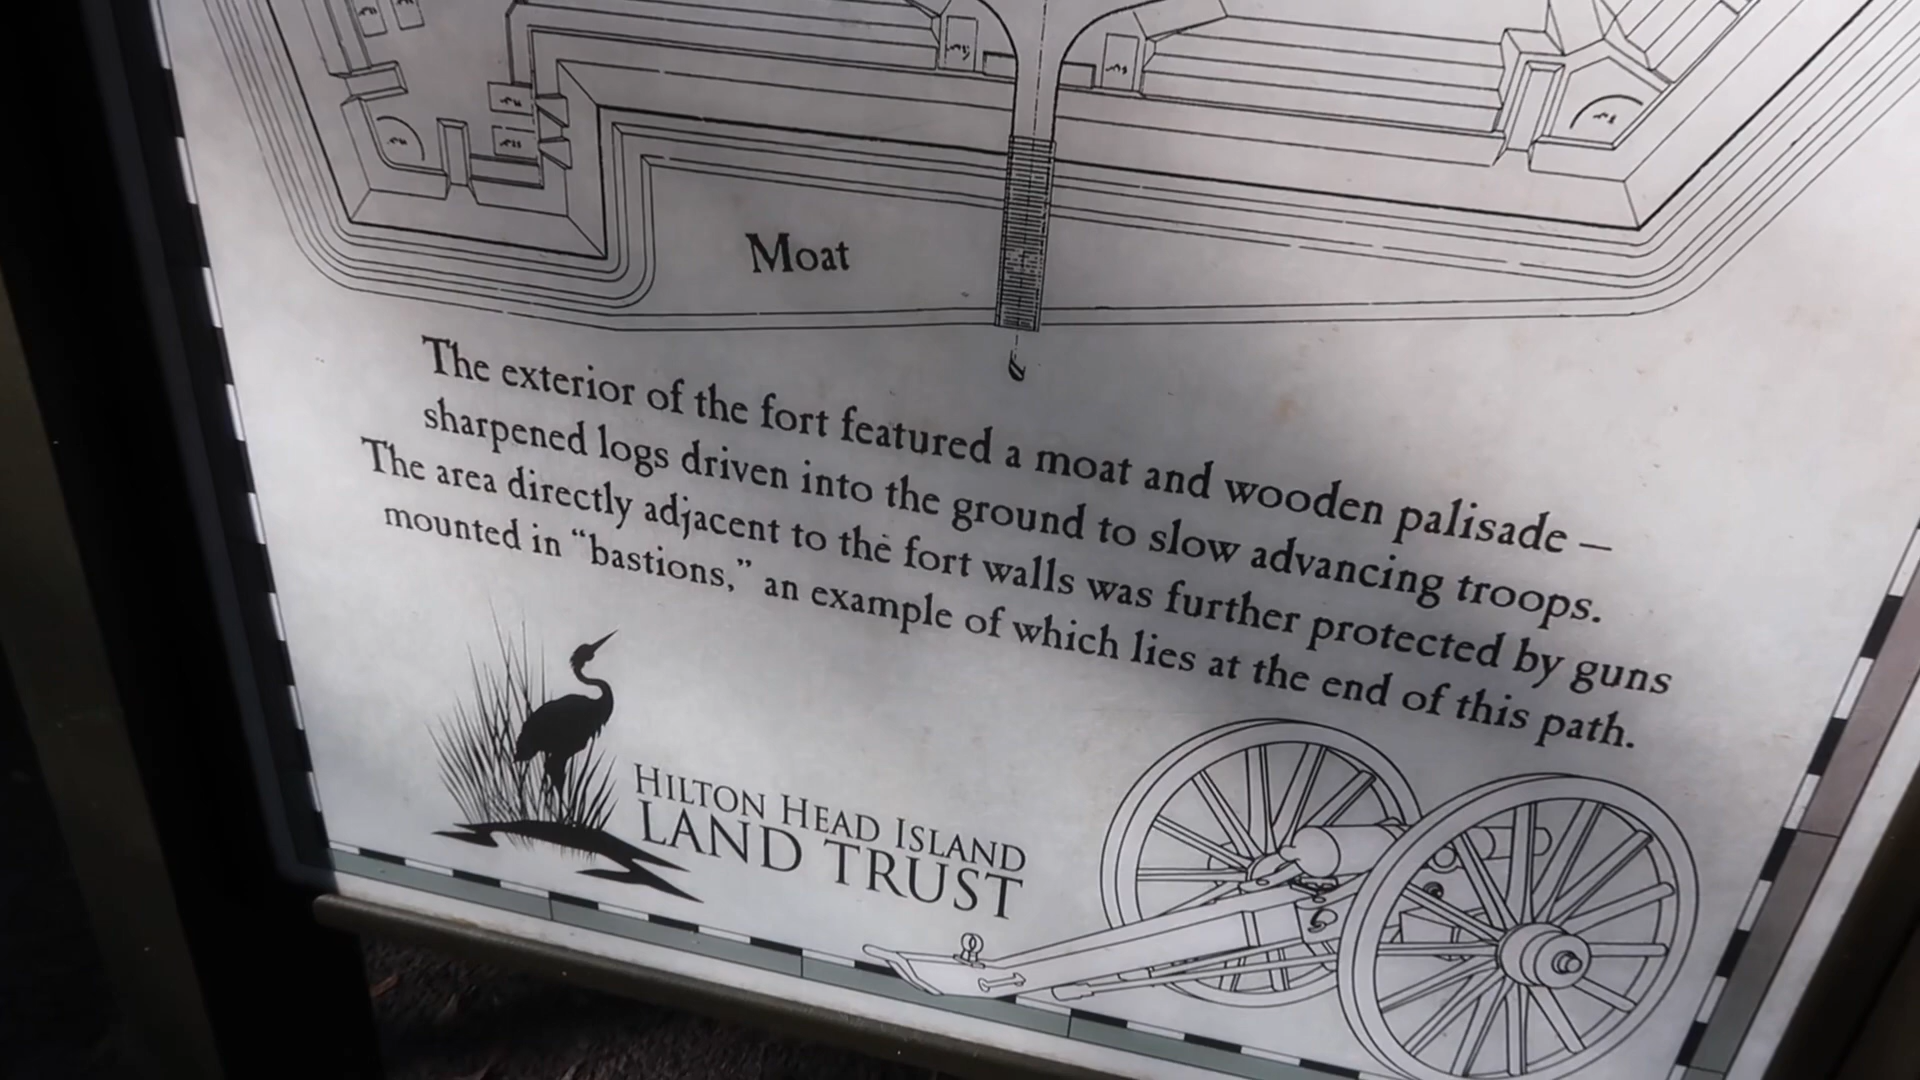 Moat
The exterior of the fort featured a moat and wooden palisade –
sharpened logs driven into the ground to slow advancing troops.
The area directly adjacent to the fort walls was further protected by guns
mounted in “bastions,” an example of which lies at the end of this path.
HILTON HEAD ISLAND
LAND TRUST